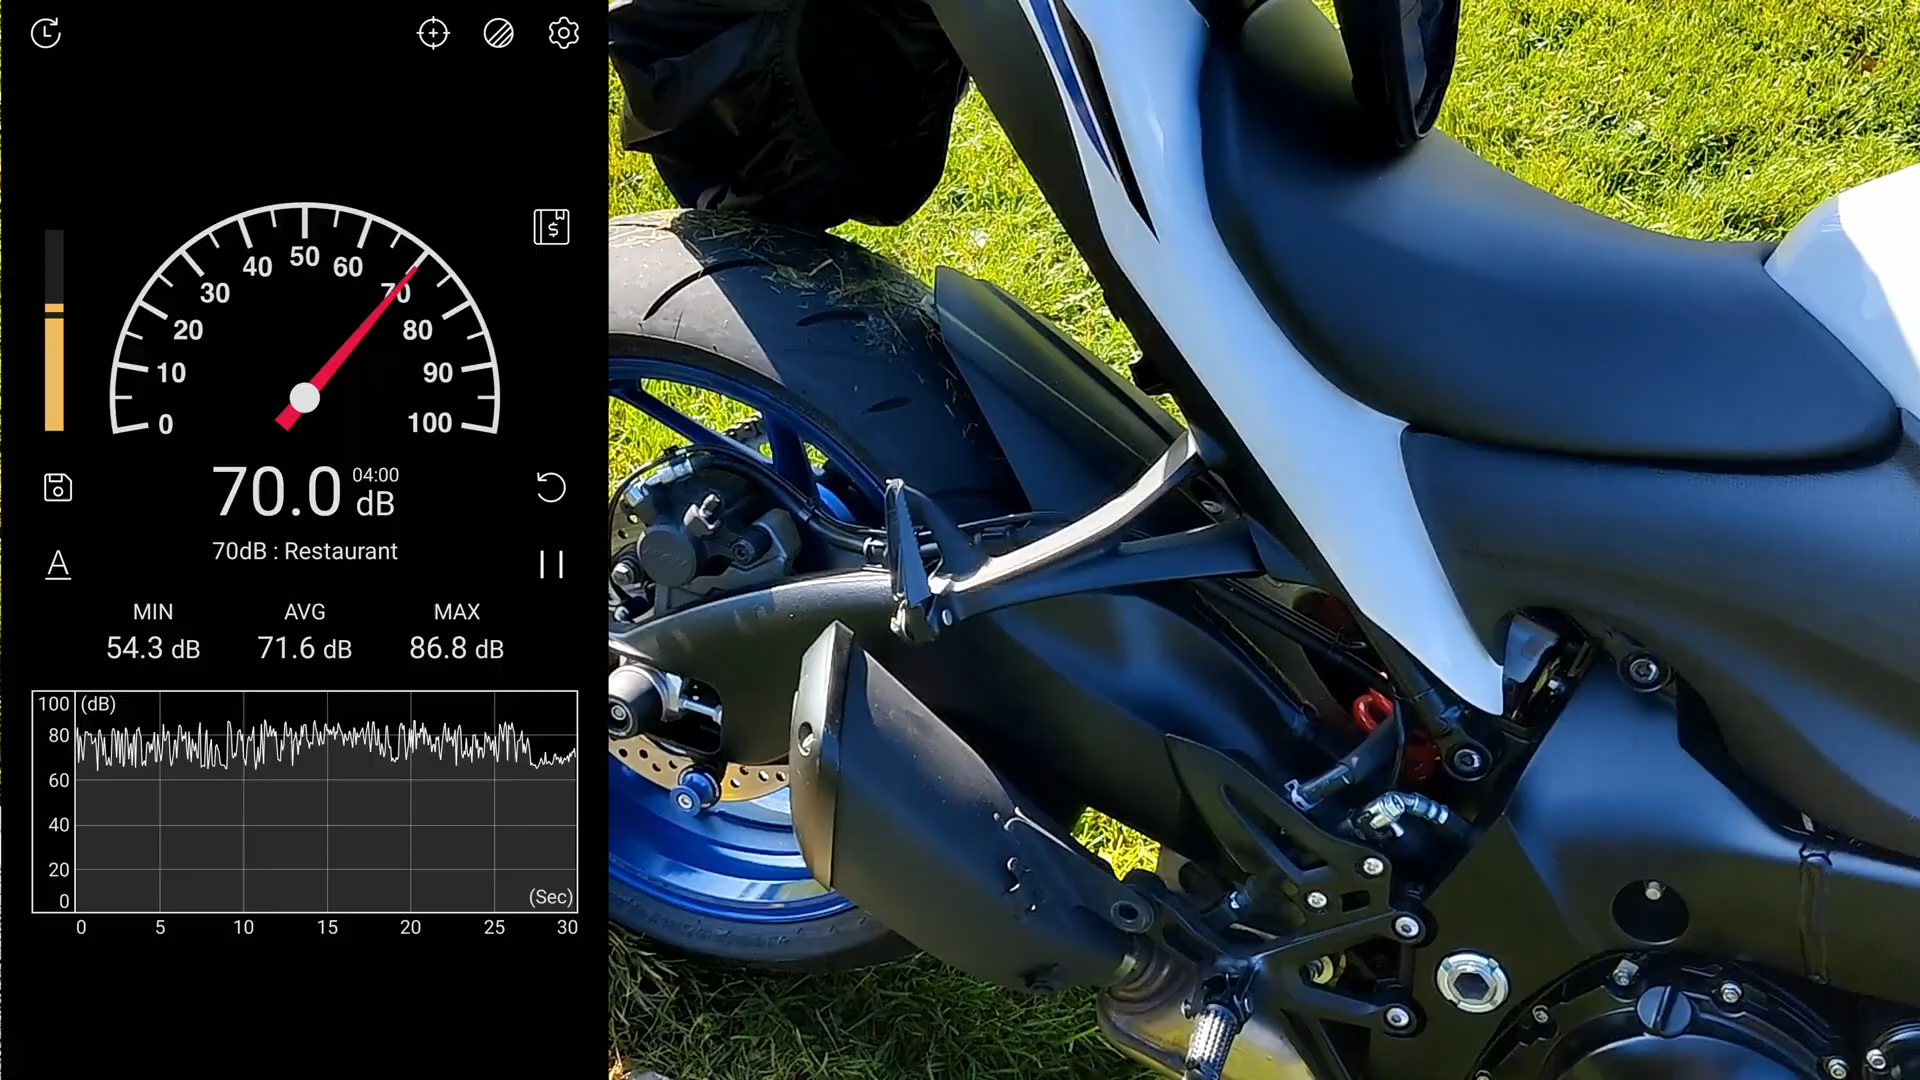 50
40 60
30 70
20 80
10 90
0 100
70.0 04:00 dB
70dB : Restaurant
A
MIN AVG MAX
54.3 dB 71.6 dB 86.8 dB
100 (dB)
80
60
40
20
0 (Sec)
0 5 10 15 20 25 30